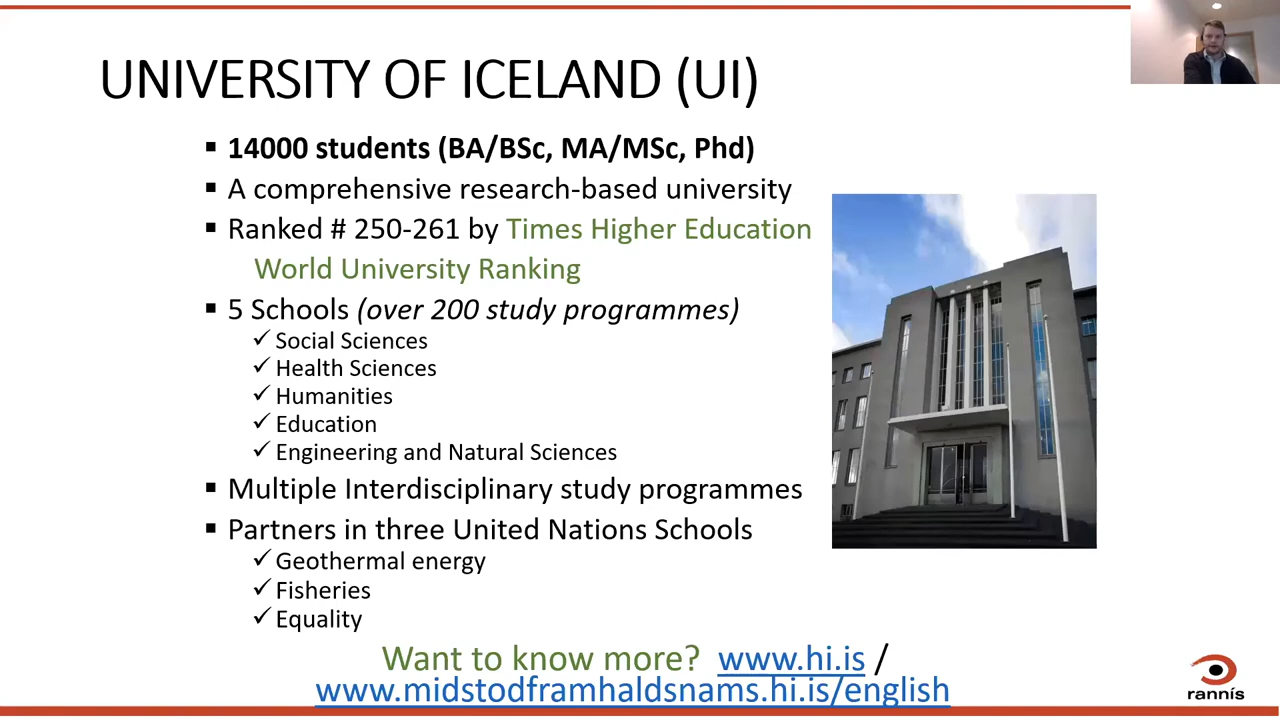 UNIVERSITY OF ICELAND (UI)
▪ 14000 students (BA/BSc, MA/MSc, Phd)
▪ A comprehensive research-based university
▪ Ranked # 250-261 by Times Higher Education
World University Ranking
▪ 5 Schools (over 200 study programmes)
✓ Social Sciences
✓ Health Sciences
✓ Humanities
✓ Education
✓ Engineering and Natural Sciences
▪ Multiple Interdisciplinary study programmes
▪ Partners in three United Nations Schools
✓ Geothermal energy
✓ Fisheries
✓ Equality
Want to know more? www.hi.is /
www.midstodframhaldsnams.hi.is/english
rannís